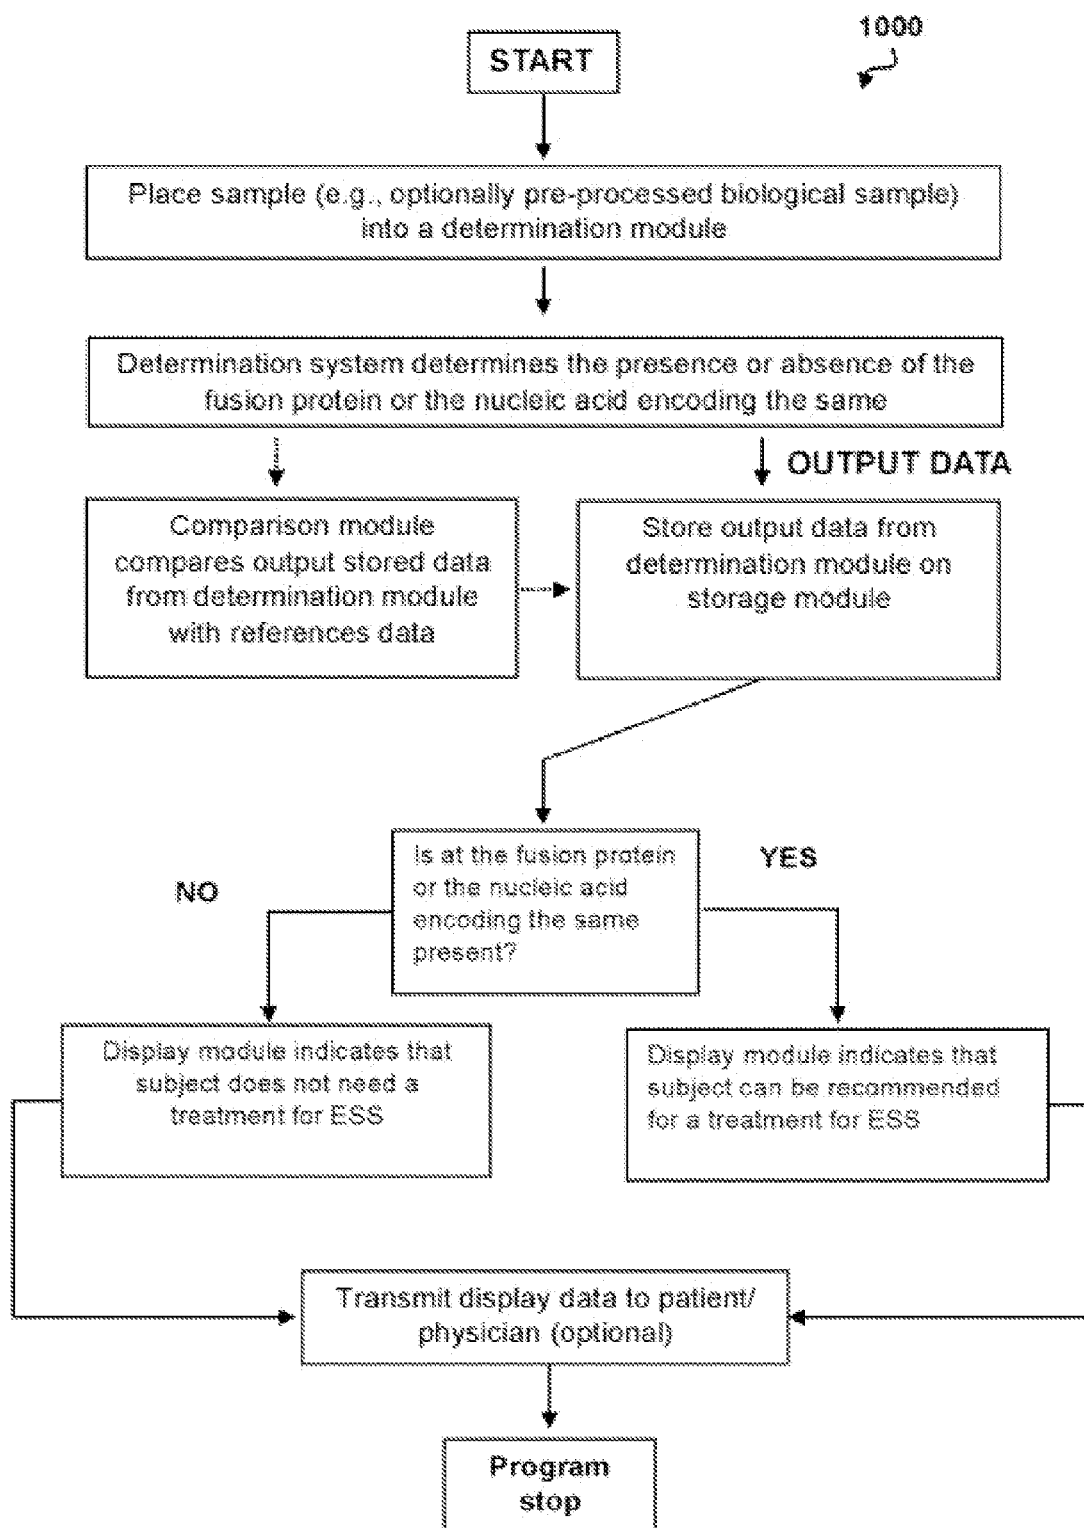 1000
START
Place sample (e.g., optionally pre-processed biological sample)
into a determination module
Determination system determines the presence or absence of the
fusion protein or the nucleic acid encoding the same
OUTPUT DATA
Comparison module
compares output stored data
from determination module
with references data
Store output data from
determination module on
storage module
Is at the fusion protein
or the nucleic acid
encoding the same
present?
NO
YES
Display module indicates that
subject does not need a
treatment for ESS
Display module indicates that
subject can be recommended
for a treatment for ESS
Transmit display data to patient/
physician (optional)
Program
stop